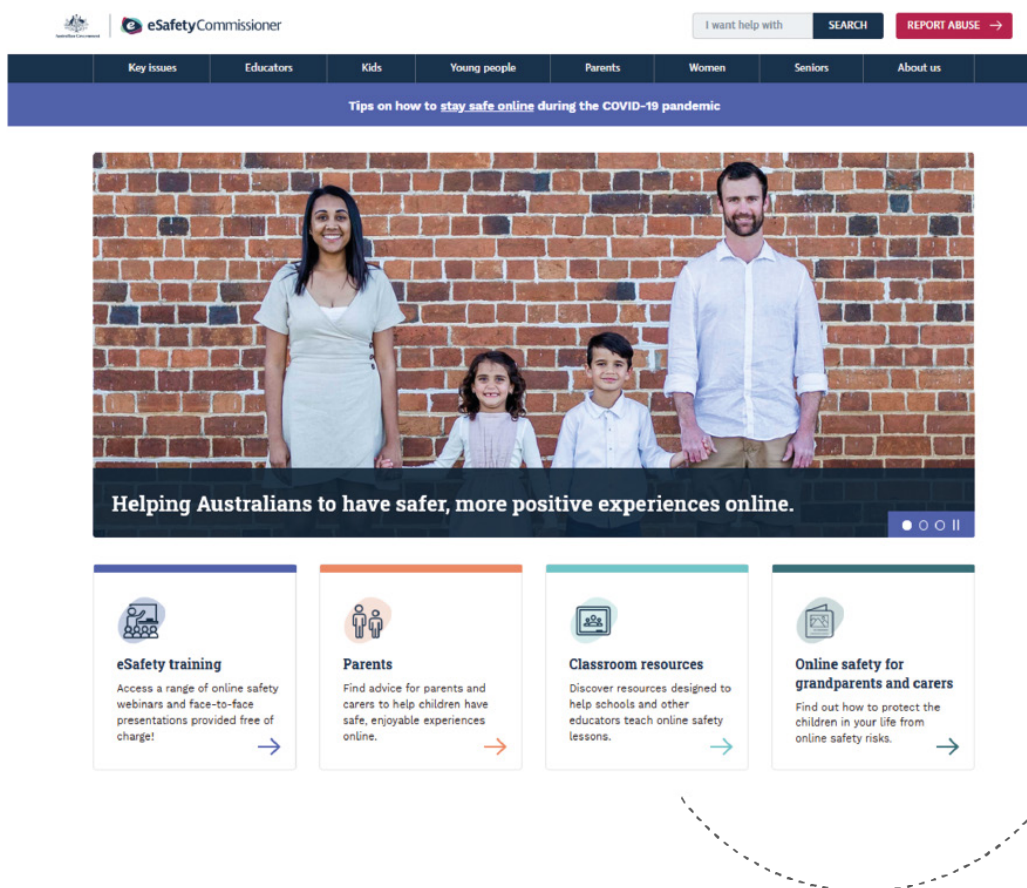 Australian Government
eSafetyCommissioner
I want help with
SEARCH
REPORT ABUSE →
Key issues
Educators
Kids
Young people
Parents
Women
Seniors
About us
Tips on how to stay safe online during the COVID-19 pandemic
Helping Australians to have safer, more positive experiences online.
eSafety training
Access a range of online safety
webinars and face-to-face
presentations provided free of
charge!
Parents
Find advice for parents and
carers to help children have
safe, enjoyable experiences
online.
Classroom resources
Discover resources designed to
help schools and other
educators teach online safety
lessons.
Online safety for
grandparents and carers
Find out how to protect the
children in your life from
online safety risks.